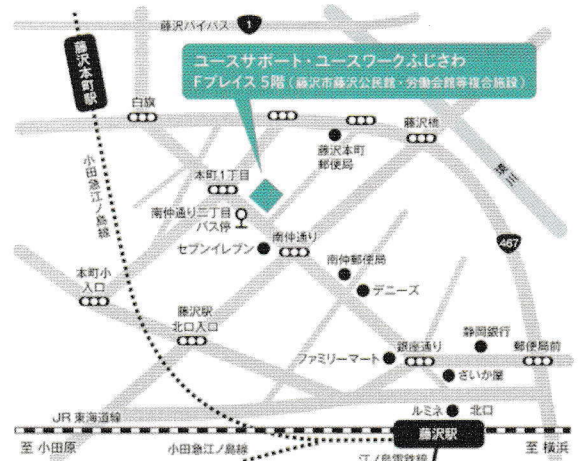 藤沢バイパス
1
藤沢本町駅
ユースサポート・ユースワークふじさわ
Fプレイス5階（藤沢市藤沢公民館・労働会館等複合施設）
白旗
藤沢橋
藤沢本町
郵便局
境川
小田急江ノ島線
本町1丁目
南仲通り二丁目
バス停
セブンイレブン
南仲通り
467
南仲郵便局
デニーズ
本町小
入口
藤沢駅
北口入口
静岡銀行
ファミリーマート
銀座通り
郵便局前
さいか屋
ルミネ
北口
JR東海道線
藤沢駅
至 小田原
小田急江ノ島線
江ノ島電鉄線
至 横浜